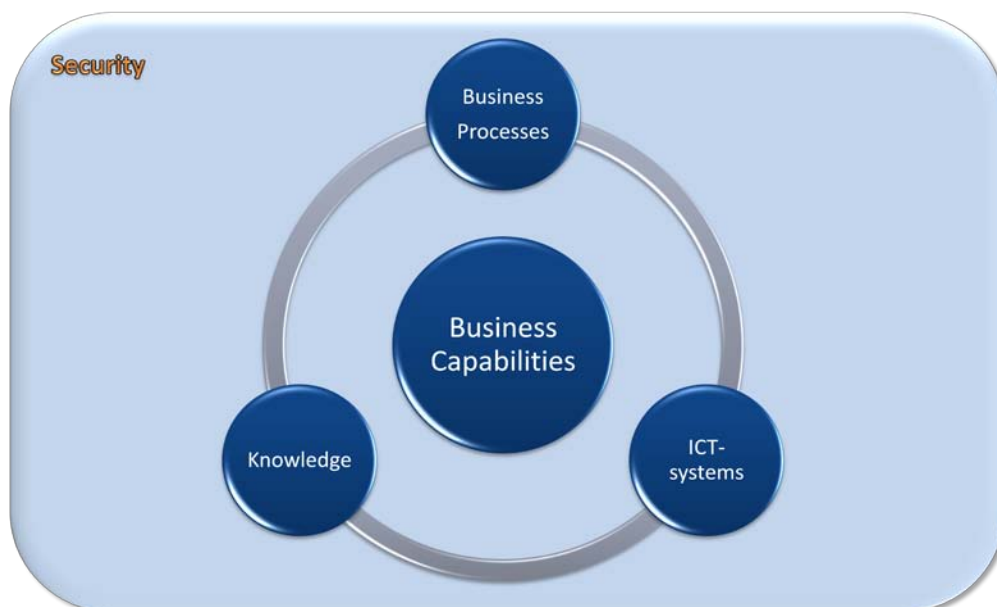 Security
Business
Processes
Business
Capabilities
Knowledge
ICT-
systems